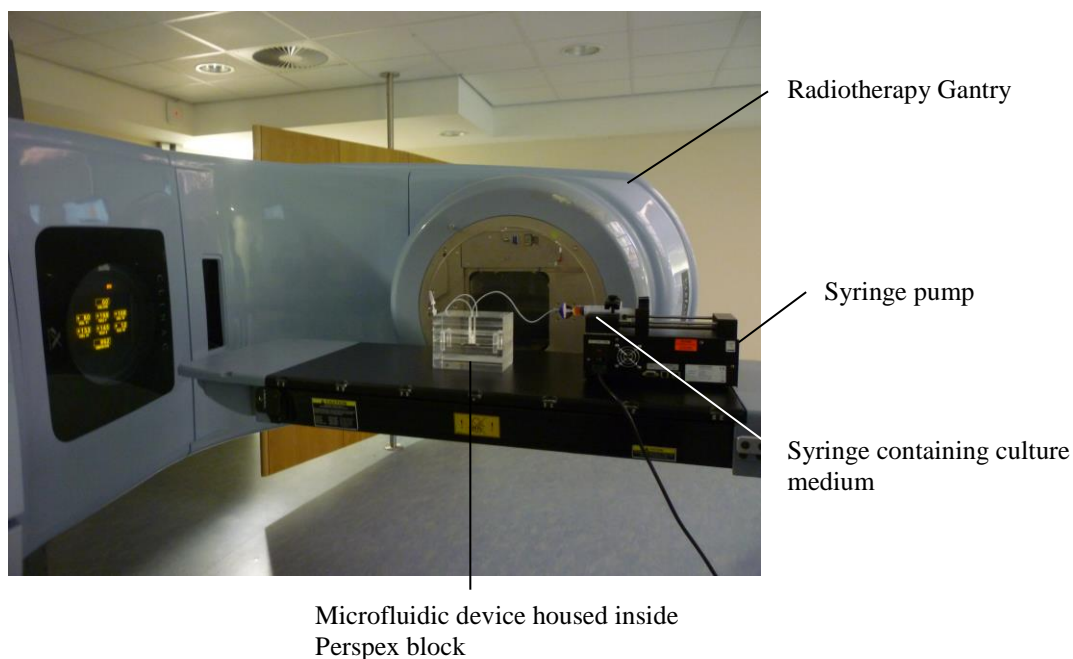 Radiotherapy Gantry
Syringe pump
Syringe containing culture
medium
Microfluidic device housed inside
Perspex block